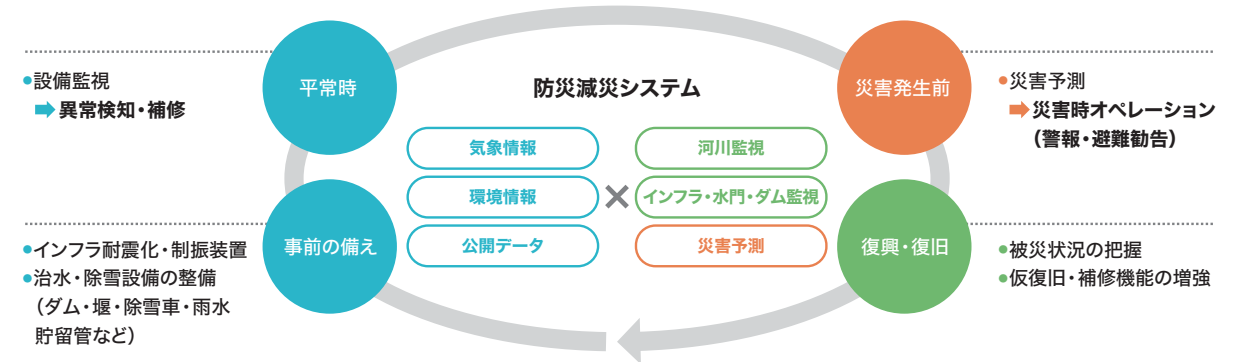 防災減災システム
平常時
●設備監視
➡異常検知・補修
災害発生前
●災害予測
➡災害時オペレーション
（警報・避難勧告）
気象情報
環境情報
公開データ
×
河川監視
インフラ・水門・ダム監視
災害予測
事前の備え
●インフラ耐震化・制振装置
●治水・除雪設備の整備
（ダム・堰・除雪車・雨水
貯留管など）
復興・復旧
●被災状況の把握
●仮復旧・補修機能の増強